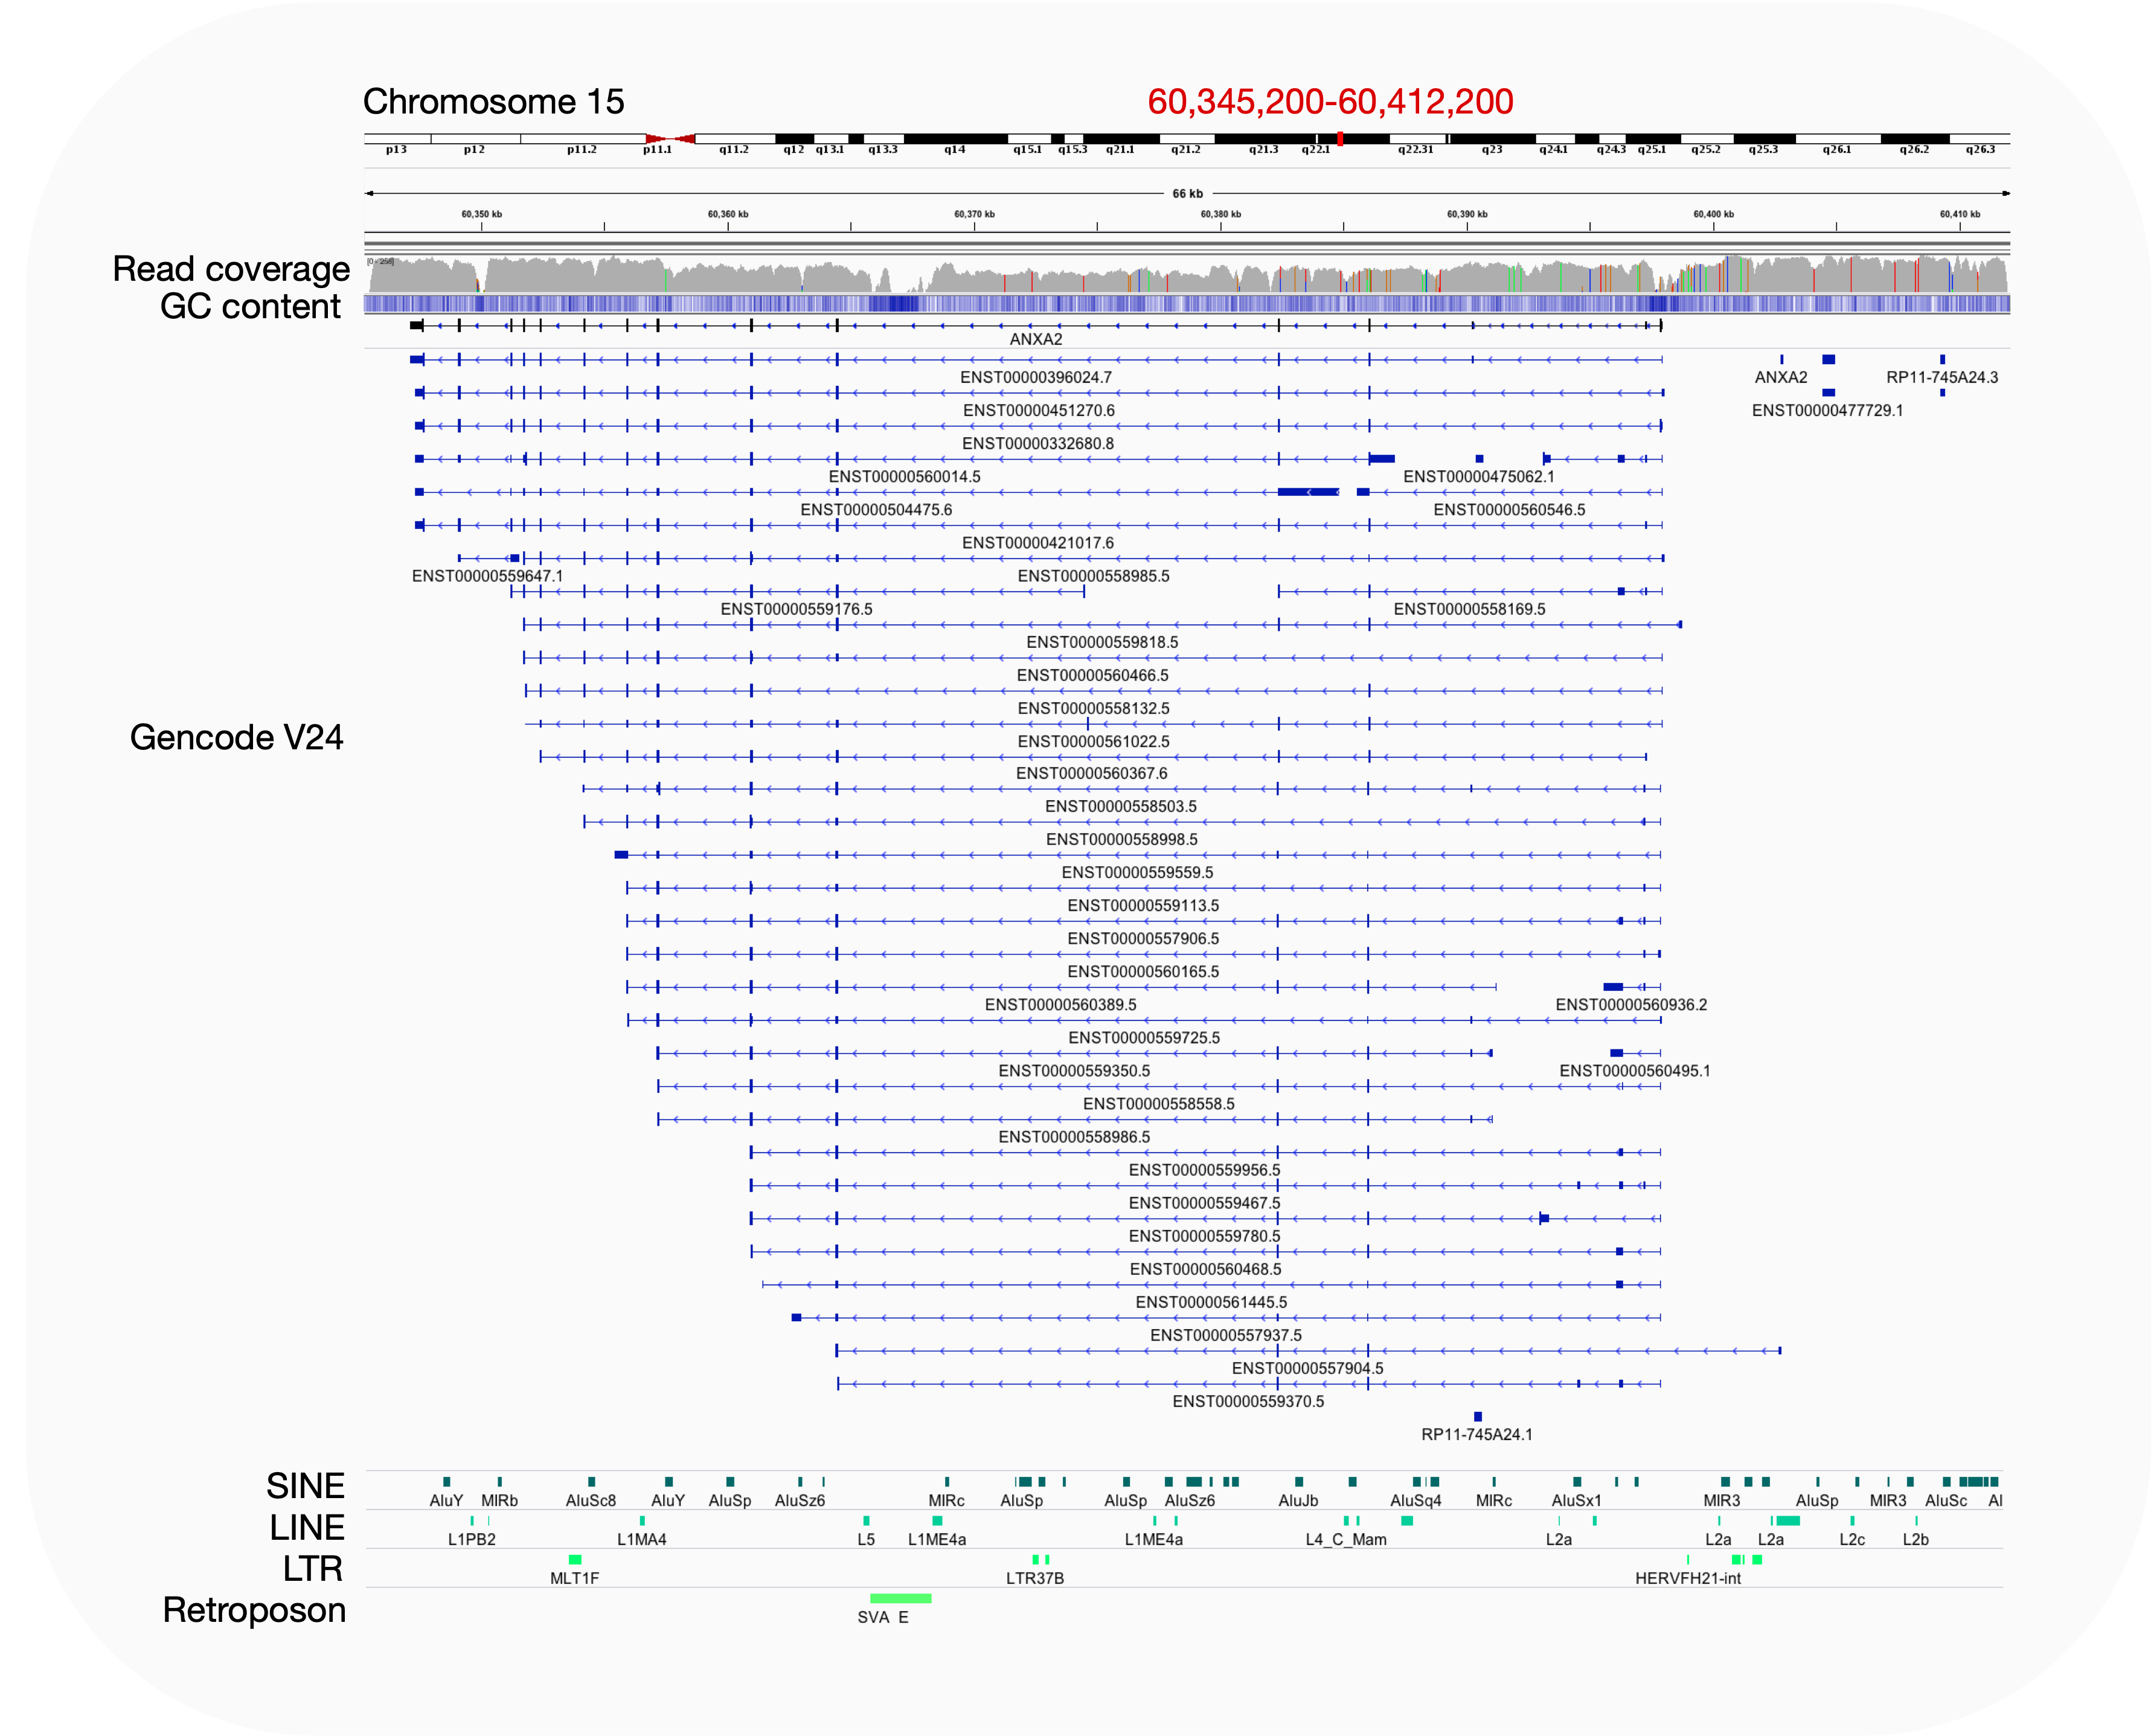 Chromosome 15 60,345,200-60,412,200
p13 p12 p11.2 p11.1 q11.2 q12 q13.1 q13.3 q14 q15.1 q15.3 q21.1 q21.2 q21.3 q22.1 q22.31 q23 q24.1 q24.3 q25.1 q25.2 q25.3 q26.1 q26.2 q26.3
66 kb
60,350 kb 60,360 kb 60,370 kb 60,380 kb 60,390 kb 60,400 kb 60,410 kb
Read coverage [0 - 258]
GC content
ANXA2
ENST00000396024.7 ANXA2 RP11-745A24.3
ENST00000451270.6 ENST00000477729.1
ENST00000332680.8
ENST00000560014.5 ENST00000475062.1
ENST00000504475.6 ENST00000560546.5
ENST00000421017.6
ENST00000559647.1 ENST00000558985.5
ENST00000559176.5 ENST00000558169.5
ENST00000559818.5
ENST00000560466.5
ENST00000558132.5
Gencode V24
ENST00000561022.5
ENST00000560367.6
ENST00000558503.5
ENST00000558998.5
ENST00000559559.5
ENST00000559113.5
ENST00000557906.5
ENST00000560165.5
ENST00000560389.5 ENST00000560936.2
ENST00000559725.5
ENST00000559350.5 ENST00000560495.1
ENST00000558558.5
ENST00000558986.5
ENST00000559956.5
ENST00000559467.5
ENST00000559780.5
ENST00000560468.5
ENST00000561445.5
ENST00000557937.5
ENST00000557904.5
ENST00000559370.5
RP11-745A24.1
SINE
AluY MIRb AluSc8 AluY AluSp AluSz6 MIRc AluSp AluSp AluSz6 AluJb AluSq4 MIRc AluSx1 MIR3 AluSp MIR3 AluSc Al
LINE
L1PB2 L1MA4 L5 L1ME4a L1ME4a L4_C_Mam L2a L2a L2a L2c L2b
LTR
MLT1F LTR37B HERVFH21-int
Retroposon
SVA E